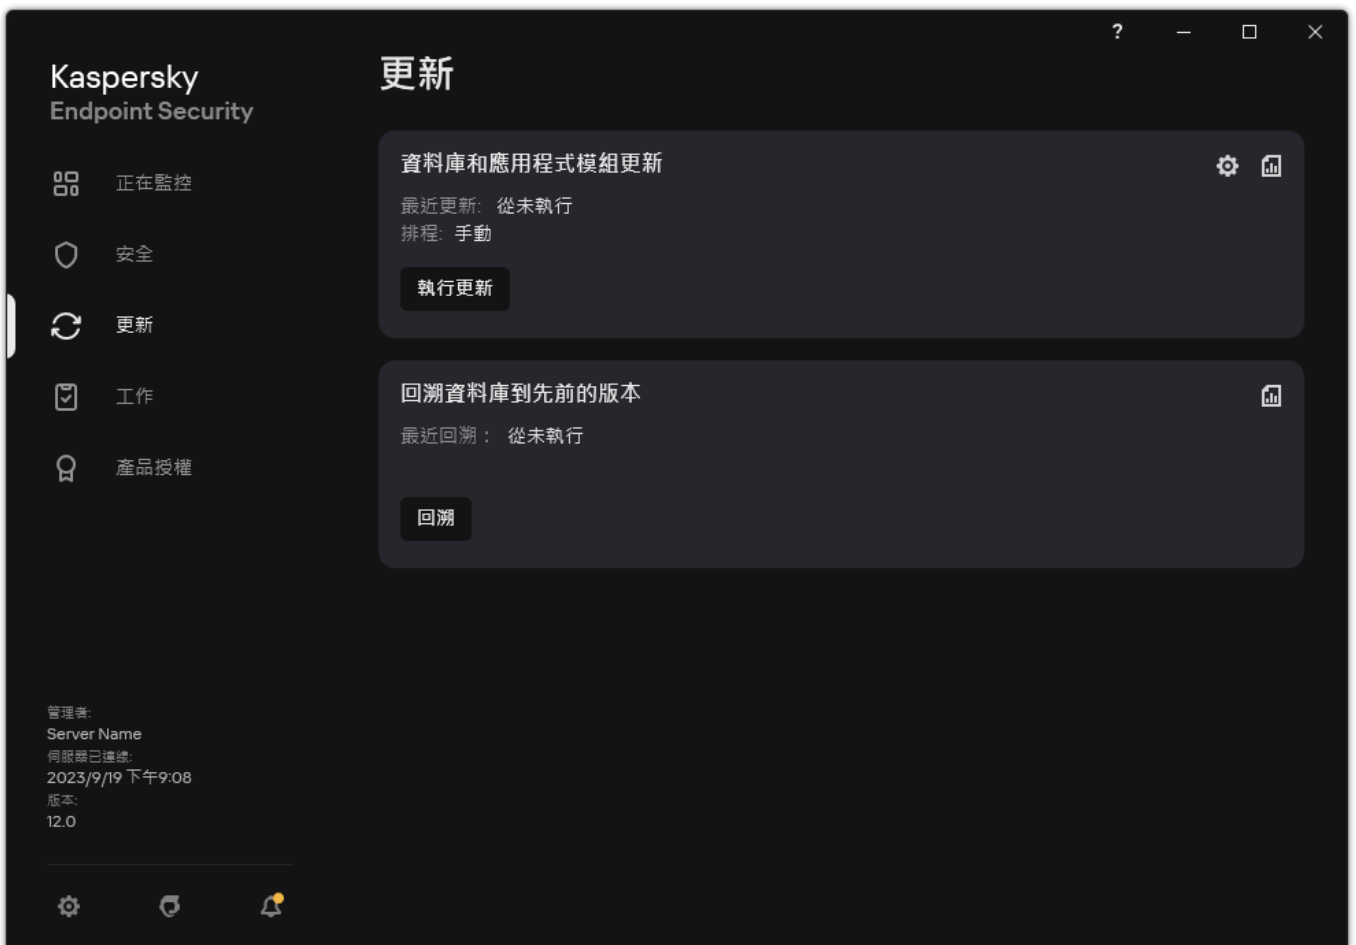 ?
Kaspersky
Endpoint Security
正在監控
安全
更新
工作
產品授權
管理者:
Server Name
伺服器已連線:
2023/9/19 下午9:08
版本:
12.0
更新
資料庫和應用程式模組更新
最近更新: 從未執行
排程: 手動
執行更新
回溯資料庫到先前的版本
最近回溯： 從未執行
回溯